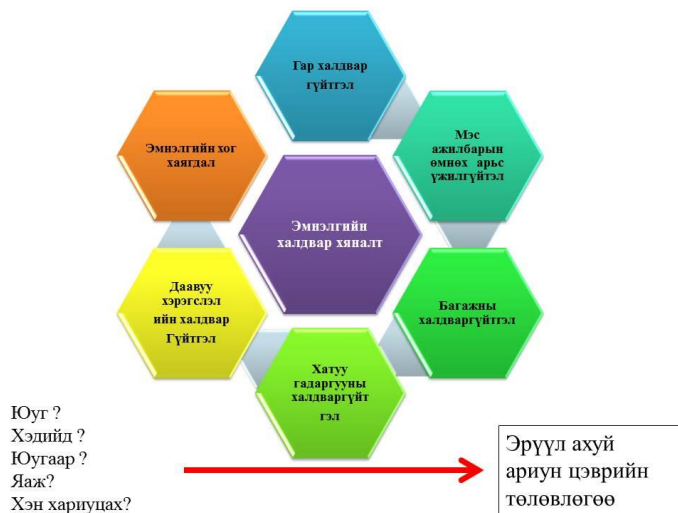 Гар халдвар
гүйтгэл
Мэс
ажилбарын
өмнөх арьс
үжилгүйтэл
Багажны
халдваргүйтгэл
Хатуу
гадаргууны
халдваргүйт
гэл
Даавуу
хэрэгслэл
ийн халдвар
Гүйтгэл
Эмнэлгийн хог
хаягдал
Эмнэлгийн
халдвар хяналт
Юуг ?
Хэдийд ?
Юугаар ?
Яаж?
Хэн хариуцах?
Эрүүл ахуй
ариун цэврийн
төлөвлөгөө